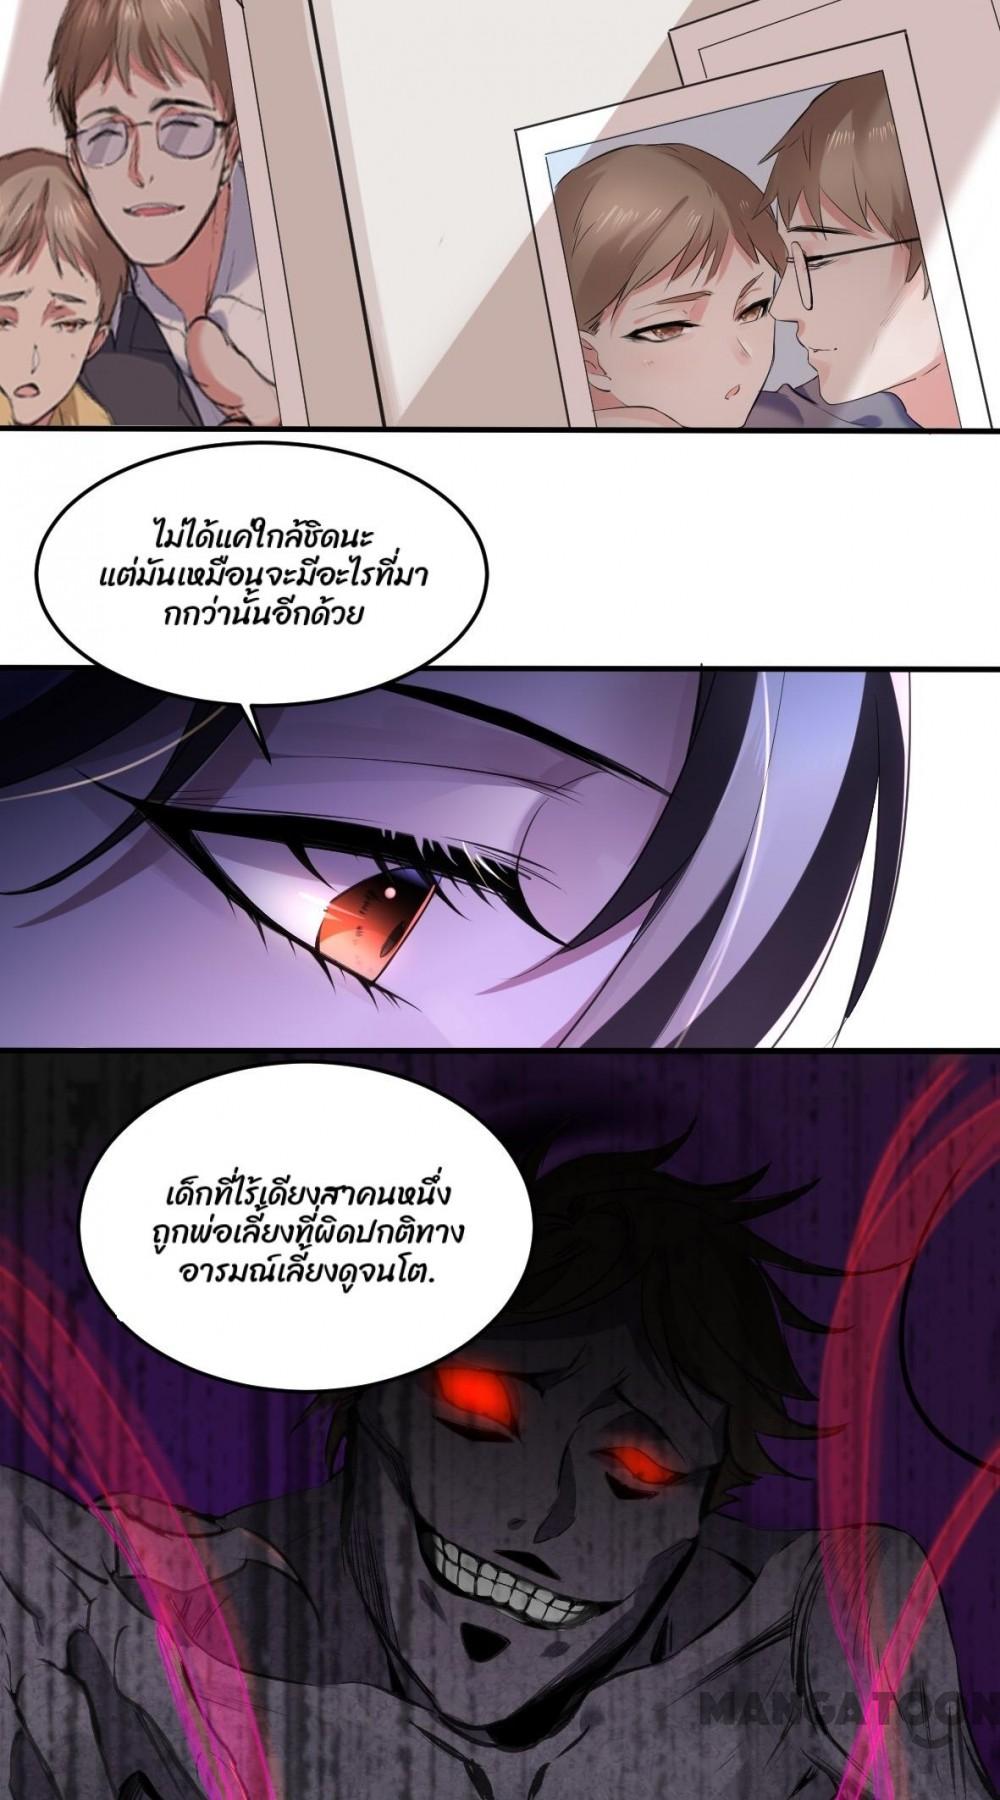 ไม่ได้แค่ใกล้ชิดนะ
แต่มันเหมือนจะมีอะไรที่มา
กกว่านั้นอีกด้วย
เด็กที่ไร้เดียงสาคนหนึ่ง
ถูกพ่อเลี้ยงที่ผิดปกติทาง
อารมณ์เลี้ยงดูจนโต.
MANGATOON